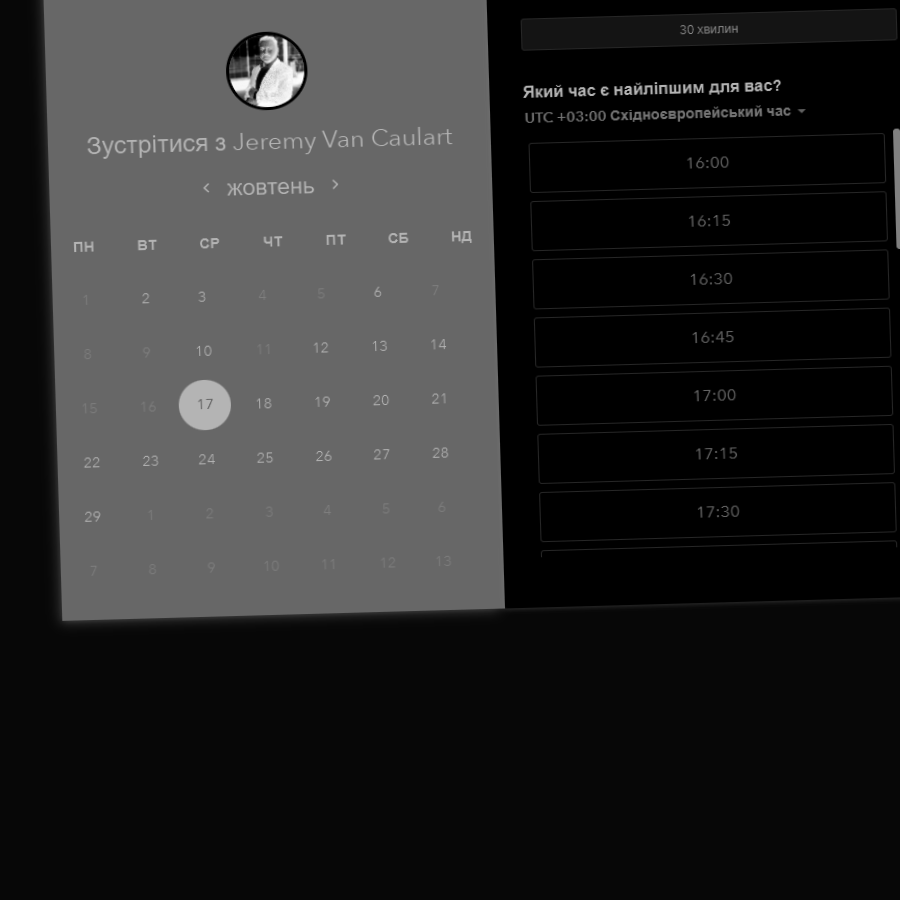 Зустрітися з Jeremy Van Caulart
жовтень
ПН ВТ СР ЧТ ПТ СБ НД
1 2 3 4 5 6 7
8 9 10 11 12 13 14
15 16 17 18 19 20 21
22 23 24 25 26 27 28
29 1 2 3 4 5 6
7 8 9 10 11 12 13
30 хвилин
Який час є найліпшим для вас?
UTC +03:00 Східноєвропейський час
16:00
16:15
16:30
16:45
17:00
17:15
17:30